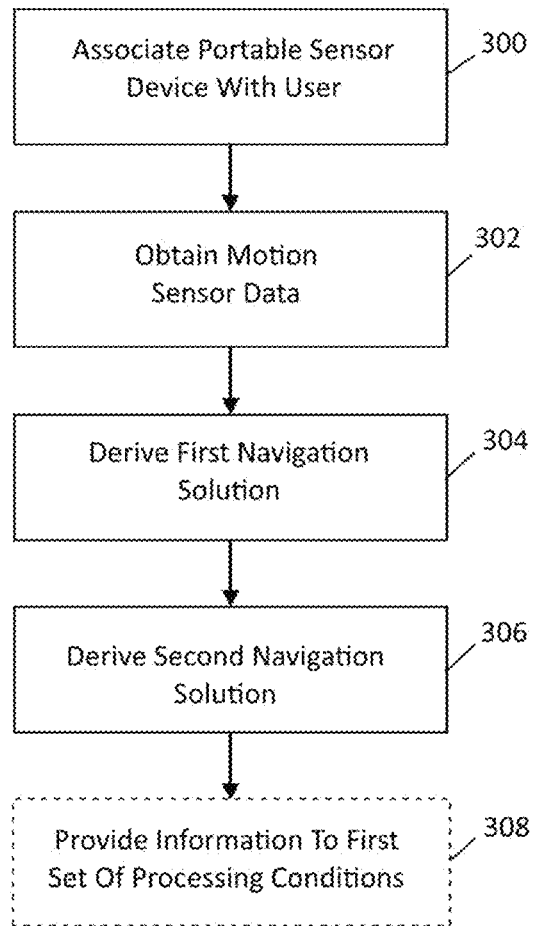 Associate Portable Sensor
Device With User
300
Obtain Motion
Sensor Data
302
Derive First Navigation
Solution
304
Derive Second Navigation
Solution
306
Provide Information To First
Set Of Processing Conditions
308